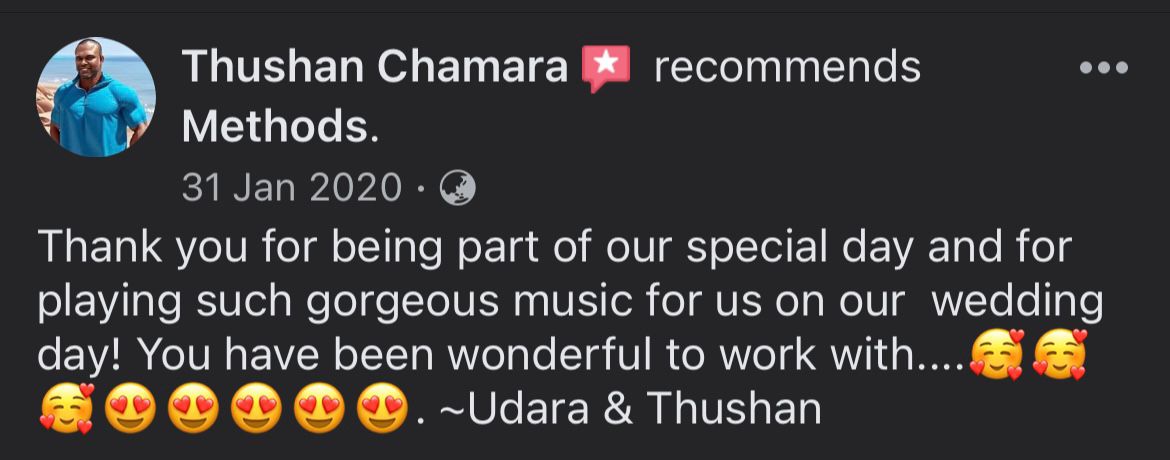 Thushan Chamara recommends
Methods.
31 Jan 2020 ·
Thank you for being part of our special day and for
playing such gorgeous music for us on our  wedding
day! You have been wonderful to work with....🥰🥰
🥰😍😍😍😍😍. ~Udara & Thushan